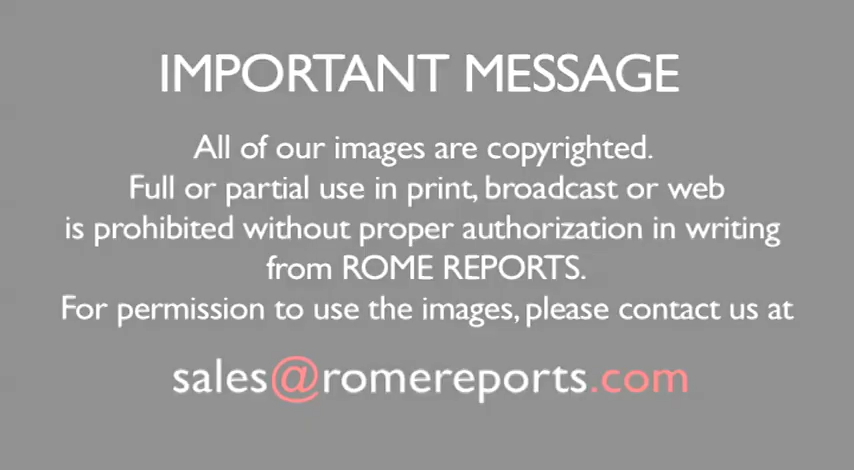 IMPORTANT MESSAGE
All of our images are copyrighted.
Full or partial use in print, broadcast or web
is prohibited without proper authorization in writing
from ROME REPORTS.
For permission to use the images, please contact us at
sales@romereports.com